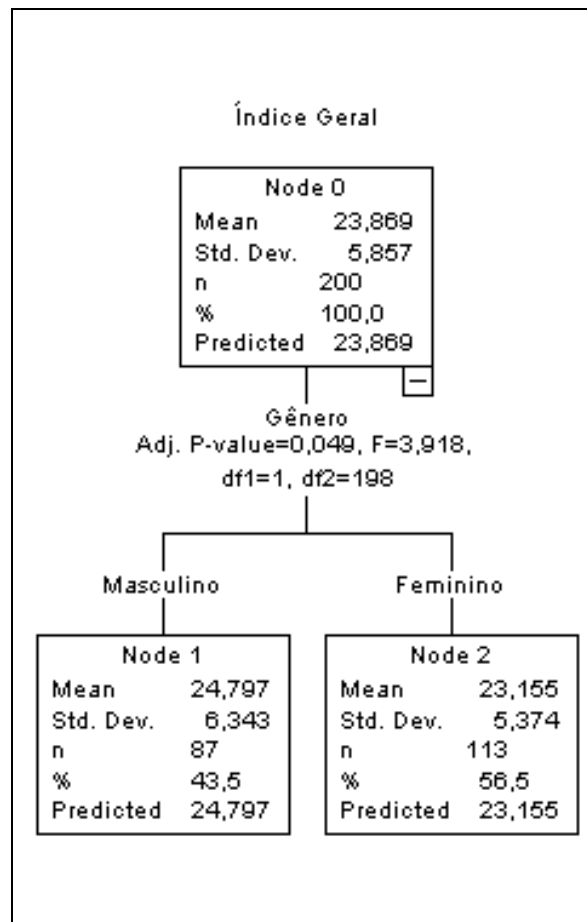 Índice Geral
Node 0
Mean 23,869
Std. Dev. 5,857
n 200
% 100,0
Predicted 23,869
Gênero
Adj. P-value=0,049, F=3,918,
df1=1, df2=198
Masculino
Feminino
Node 1
Mean 24,797
Std. Dev. 6,343
n 87
% 43,5
Predicted 24,797
Node 2
Mean 23,155
Std. Dev. 5,374
n 113
% 56,5
Predicted 23,155